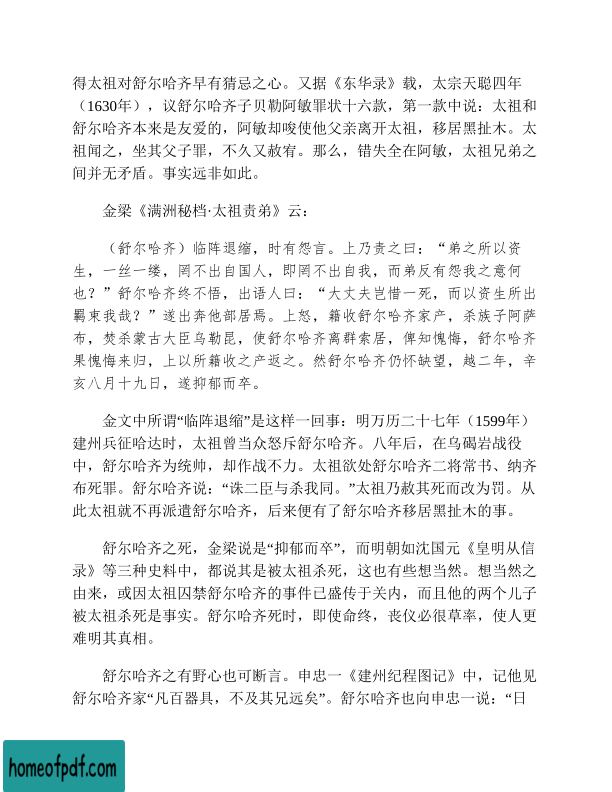 得太祖对舒尔哈齐早有猜忌之心。又据《东华录》载，太宗天聪四年
（1630年），议舒尔哈齐子贝勒阿敏罪状十六款，第一款中说：太祖和
舒尔哈齐本来是友爱的，阿敏却唆使他父亲离开太祖，移居黑扯木。太
祖闻之，坐其父子罪，不久又赦宥。那么，错失全在阿敏，太祖兄弟之
间并无矛盾。事实远非如此。
金梁《满洲秘档·太祖责弟》云：
（舒尔哈齐）临阵退缩，时有怨言。上乃责之曰：“弟之所以资
生，一丝一缕，罔不出自国人，即罔不出自我，而弟反有怨我之意何
也？”舒尔哈齐终不悟，出语人曰：“大丈夫岂惜一死，而以资生所出
羁束我哉？”遂出奔他部居焉。上怒，籍收舒尔哈齐家产，杀族子阿萨
布，焚杀蒙古大臣乌勒昆，使舒尔哈齐离群索居，俾知愧悔，舒尔哈齐
果愧悔来归，上以所籍收之产返之。然舒尔哈齐仍怀缺望，越二年，辛
亥八月十九日，遂抑郁而卒。
金文中所谓“临阵退缩”是这样一回事：明万历二十七年（1599年）
建州兵征哈达时，太祖曾当众怒斥舒尔哈齐。八年后，在乌碣岩战役
中，舒尔哈齐为统帅，却作战不力。太祖欲处舒尔哈齐二将常书、纳齐
布死罪。舒尔哈齐说：“诛二臣与杀我同。”太祖乃赦其死而改为罚。从
此太祖就不再派遣舒尔哈齐，后来便有了舒尔哈齐移居黑扯木的事。
舒尔哈齐之死，金梁说是“抑郁而卒”，而明朝如沈国元《皇明从信
录》等三种史料中，都说其是被太祖杀死，这也有些想当然。想当然之
由来，或因太祖囚禁舒尔哈齐的事件已盛传于关内，而且他的两个儿子
被太祖杀死是事实。舒尔哈齐死时，即使命终，丧仪必很草率，使人更
难明其真相。
舒尔哈齐之有野心也可断言。申忠一《建州纪程图记》中，记他见
舒尔哈齐家“凡百器具，不及其兄远矣”。舒尔哈齐也向申忠一说：“日
homeofpdf.com